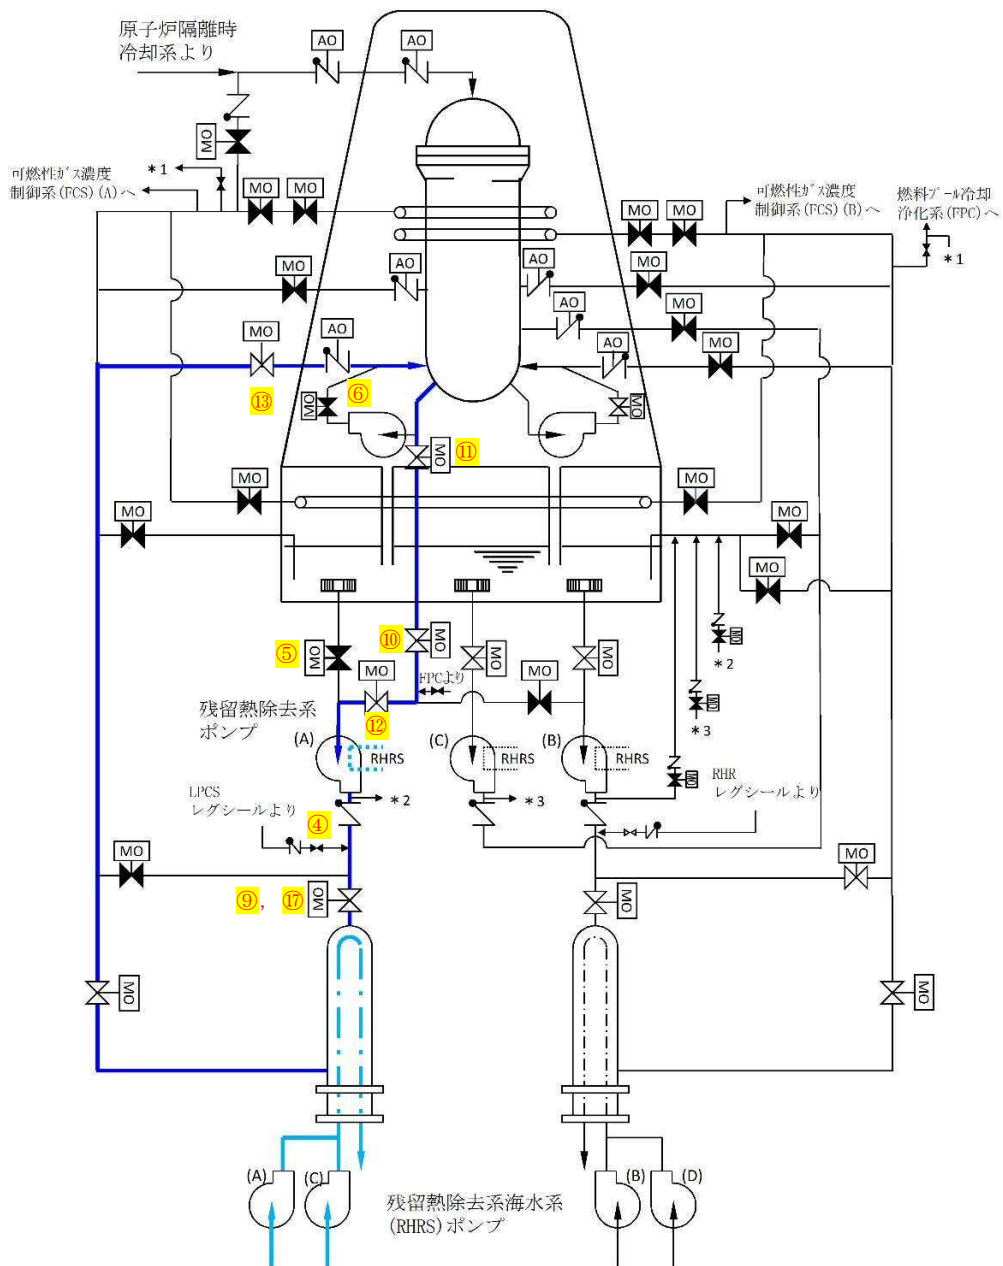 原子炉隔離時
冷却系より
AO
AO
MO
*1
可燃性ガス濃度
制御系(FCS)(A)へ
MO
MO
可燃性ガス濃度
制御系(FCS)(B)へ
燃料プール冷却
浄化系(FPC)へ
*1
MO
MO
MO
AO
AO
MO
AO
MO
MO
AO
AO
MO
⑬
⑥
MO
MO
MO
⑪
MO
MO
MO
MO
MO
⑤
MO
⑩
MO
MO
MO
MO
*2
FPCより
MO
MO
MO
*3
残留熱除去系
ポンプ
⑫
(A)
RHRS
(C)
RHRS
(B)
RHRS
MO
LPCS
レグシールより
*2
*3
RHR
レグシールより
④
MO
MO
⑨, ⑰
MO
MO
MO
MO
(A)
(C)
(B)
(D)
残留熱除去系海水系
(RHRS)ポンプ